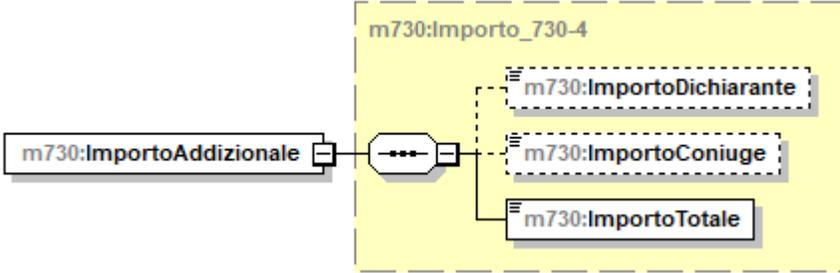 m730:Importo_730-4
m730:ImportoDichiarante
m730:ImportoAddizionale
m730:ImportoConiuge
m730:ImportoTotale